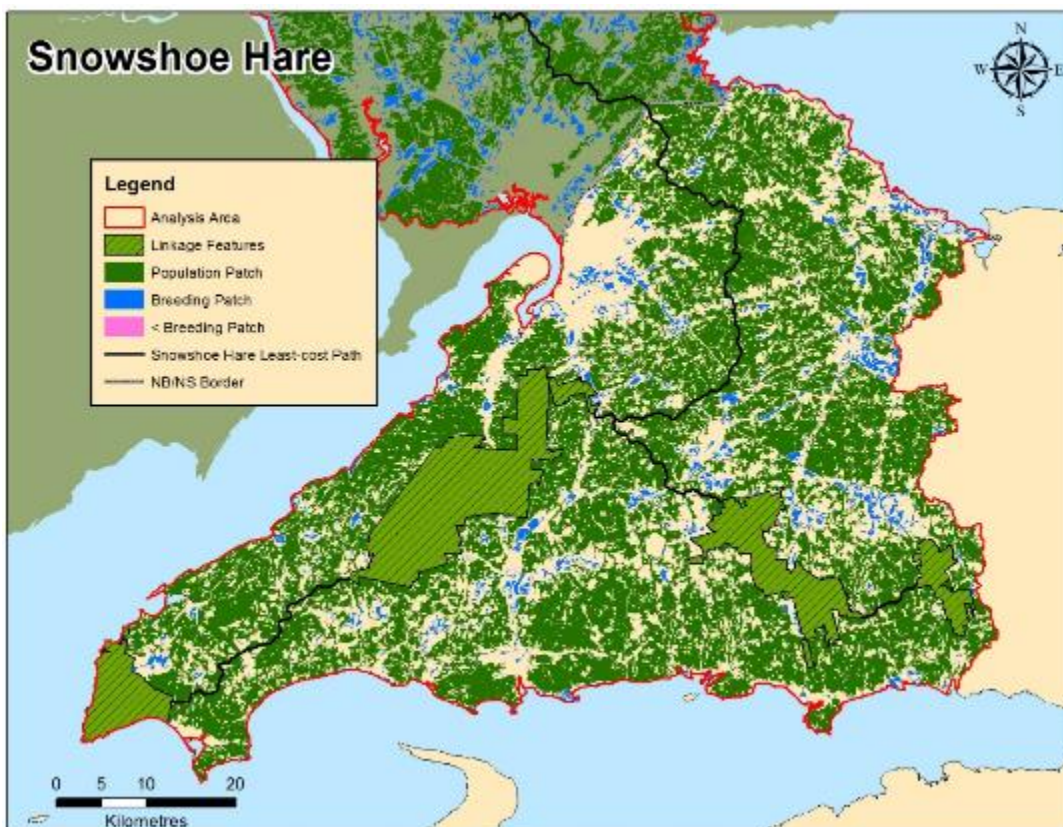 Snowshoe Hare
N
W E
S
Legend
Analysis Area
Linkage Features
Population Patch
Breeding Patch
< Breeding Patch
Snowshoe Hare Least-cost Path
NB/NS Border
0 5 10 20
Kilometres